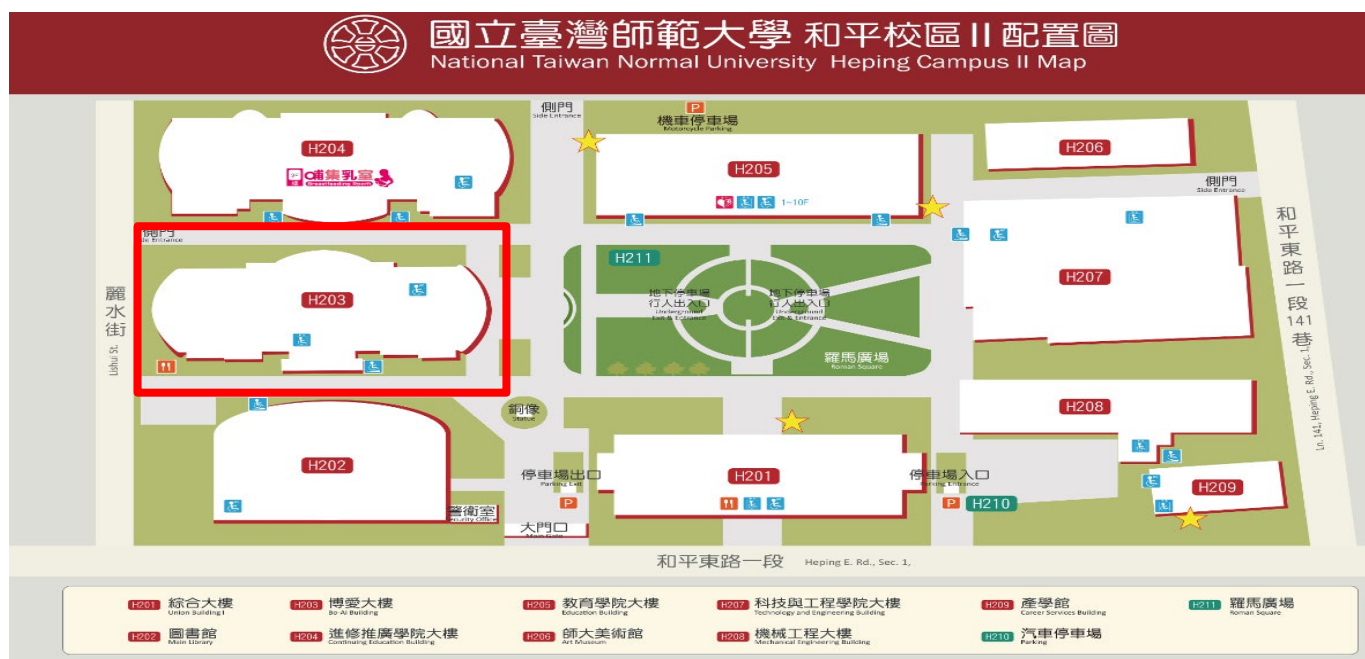 國立臺灣師範大學 和平校區 II 配置圖
National Taiwan Normal University Heping Campus II Map
側門
Side Entrance
P
機車停車場
Motorcycle Parking
H204
哺集乳室
Breastfeeding Room
H205
1~10F
H206
側門
Side Entrance
側門
de Entrance
H203
H211
地下停車場
行人出入口
Underground
Exit & Entrance
地下停車場
行人出入口
Underground
Exit & Entrance
羅馬廣場
Roman Square
H207
麗水街
Lishui St.
和平東路一段141巷
Ln. 141, Heping E. Rd., Sec. 1,
銅像
Statue
H208
H202
停車場出口
Parking Exit
P
H201
停車場入口
Parking Entrance
P
H210
H209
警衛室
Security Office
大門口
Main Gate
和平東路一段 Heping E. Rd., Sec. 1,
H201 綜合大樓
Union Building I
H203 博愛大樓
Bo-Ai Building
H205 教育學院大樓
Education Building
H207 科技與工程學院大樓
Technology and Engineering Building
H209 產學館
Career Services Building
H211 羅馬廣場
Roman Square
H202 圖書館
Main Library
H204 進修推廣學院大樓
Continuing Education Building
H206 師大美術館
Art Museum
H208 機械工程大樓
Mechanical Engineering Building
H210 汽車停車場
Parking